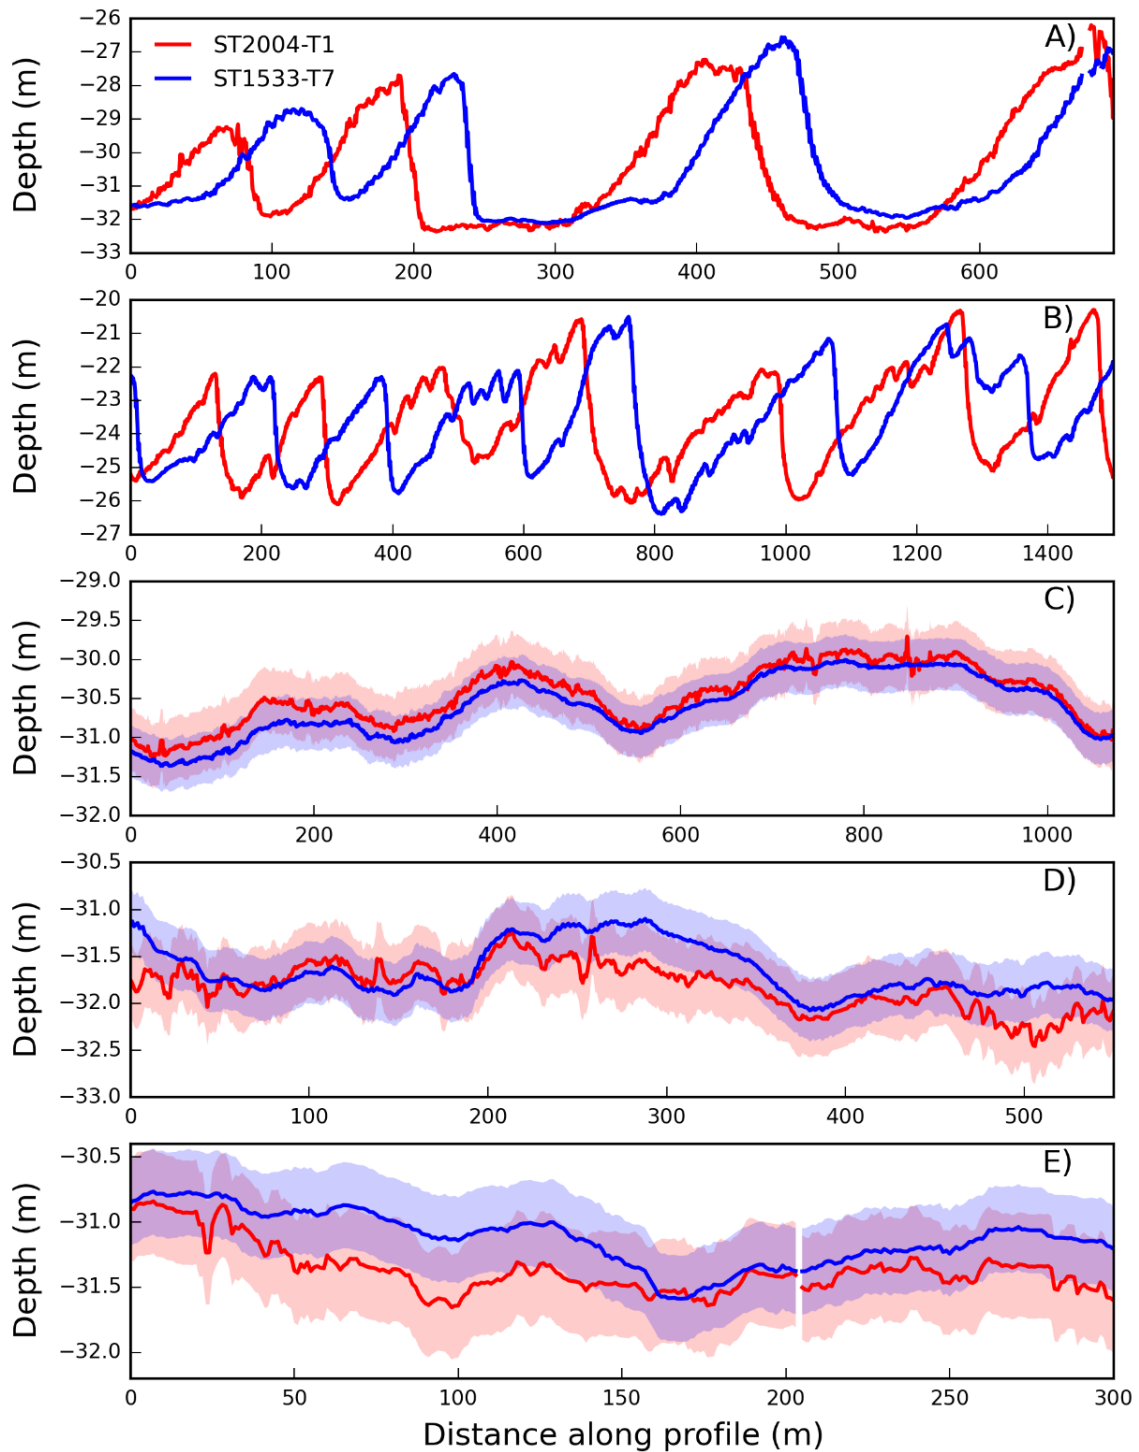 A)
ST2004-T1
ST1533-T7
Depth (m)
−26
−27
−28
−29
−30
−31
−32
−33
0 100 200 300 400 500 600
B)
Depth (m)
−20
−21
−22
−23
−24
−25
−26
−27
0 200 400 600 800 1000 1200 1400
C)
Depth (m)
−29.0
−29.5
−30.0
−30.5
−31.0
−31.5
−32.0
0 200 400 600 800 1000
D)
Depth (m)
−30.5
−31.0
−31.5
−32.0
−32.5
−33.0
0 100 200 300 400 500
E)
Depth (m)
−30.5
−31.0
−31.5
−32.0
0 50 100 150 200 250 300
Distance along profile (m)